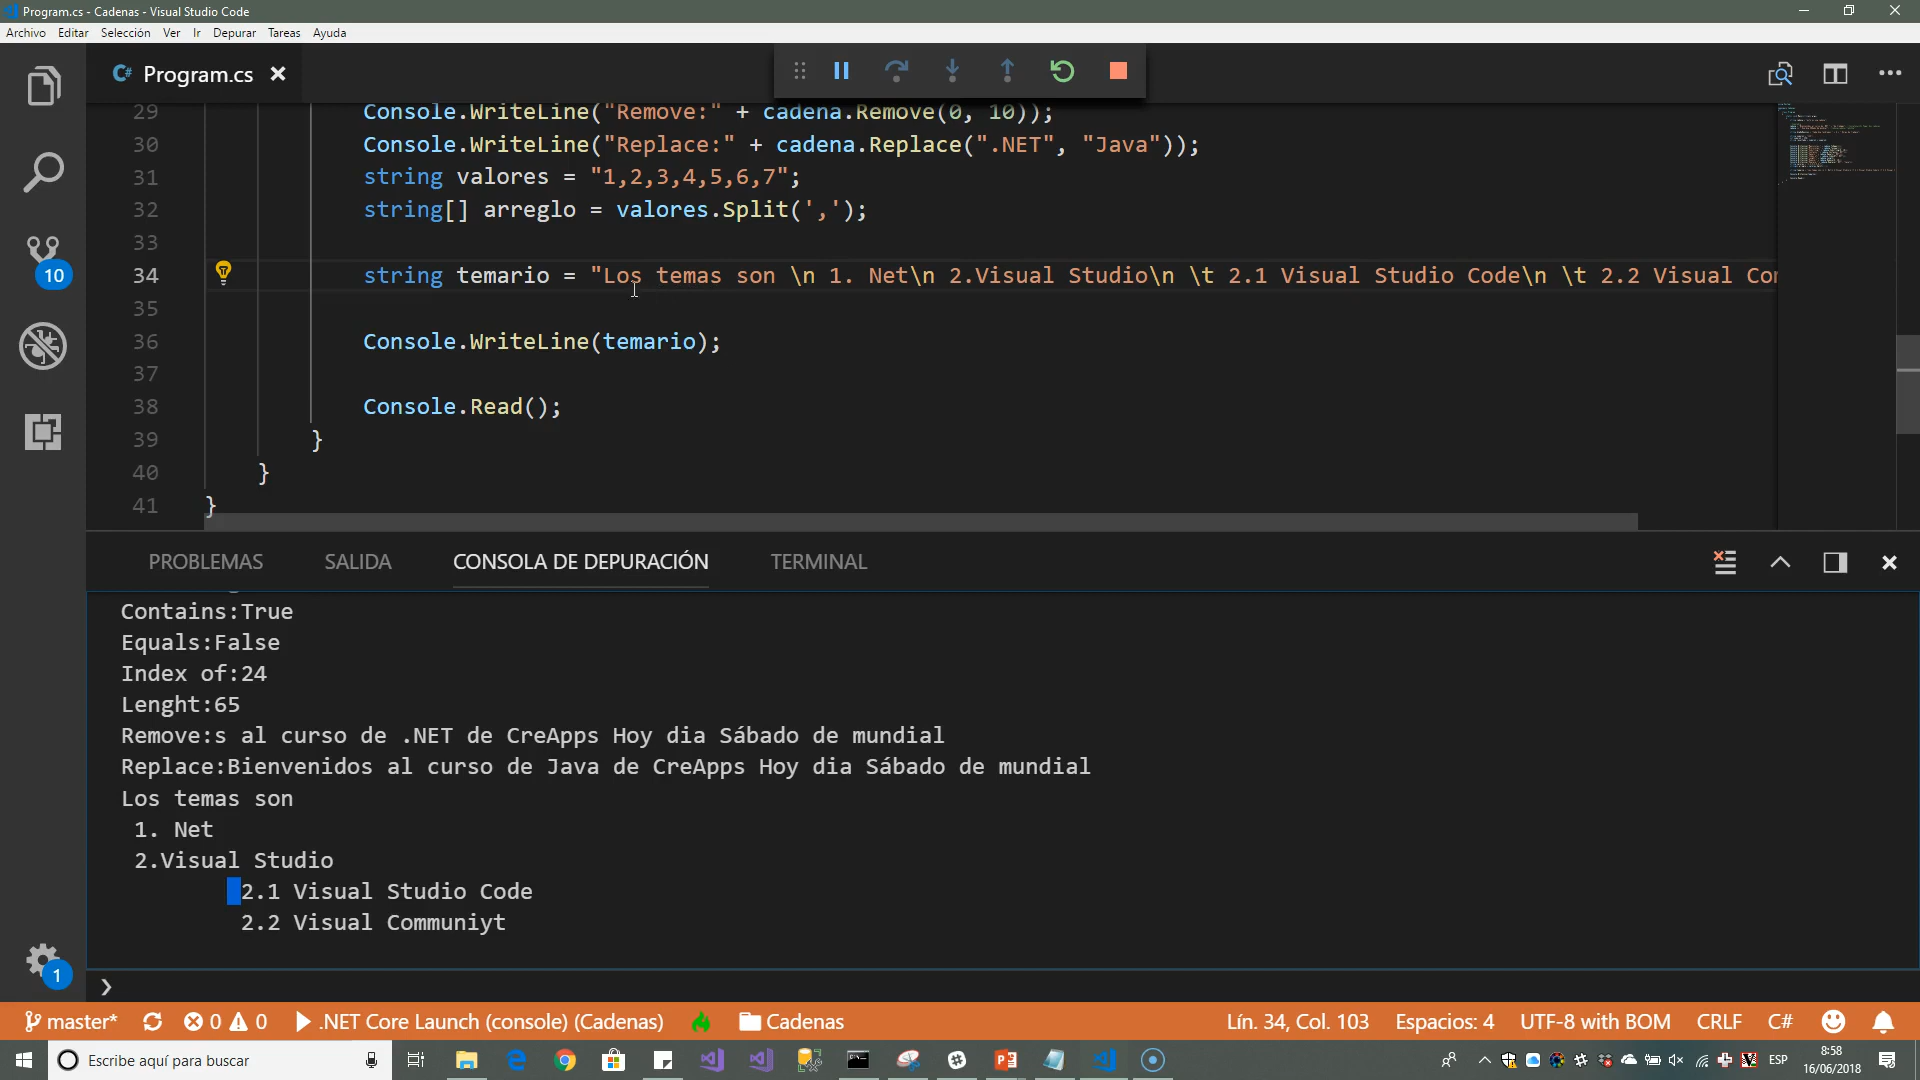 Program.cs - Cadenas - Visual Studio Code
Archivo Editar Selección Ver Ir Depurar Tareas Ayuda
C# Program.cs
29 Console.WriteLine("Remove:" + cadena.Remove(0, 10));
30 Console.WriteLine("Replace:" + cadena.Replace(".NET", "Java"));
31 string valores = "1,2,3,4,5,6,7";
32 string[] arreglo = valores.Split(',');
33
34 string temario = "Los temas son \n 1. Net\n 2.Visual Studio\n \t 2.1 Visual Studio Code\n \t 2.2 Visual Co
35
36 Console.WriteLine(temario);
37
38 Console.Read();
39 }
40 }
41 }
10
1
PROBLEMAS SALIDA CONSOLA DE DEPURACIÓN TERMINAL
Contains:True
Equals:False
Index of:24
Lenght:65
Remove:s al curso de .NET de CreApps Hoy dia Sábado de mundial
Replace:Bienvenidos al curso de Java de CreApps Hoy dia Sábado de mundial
Los temas son
1. Net
2.Visual Studio
2.1 Visual Studio Code
2.2 Visual Communiyt
master* 0 0 .NET Core Launch (console) (Cadenas) Cadenas Lín. 34, Col. 103 Espacios: 4 UTF-8 with BOM CRLF C#
Escribe aquí para buscar ESP 8:58
16/06/2018